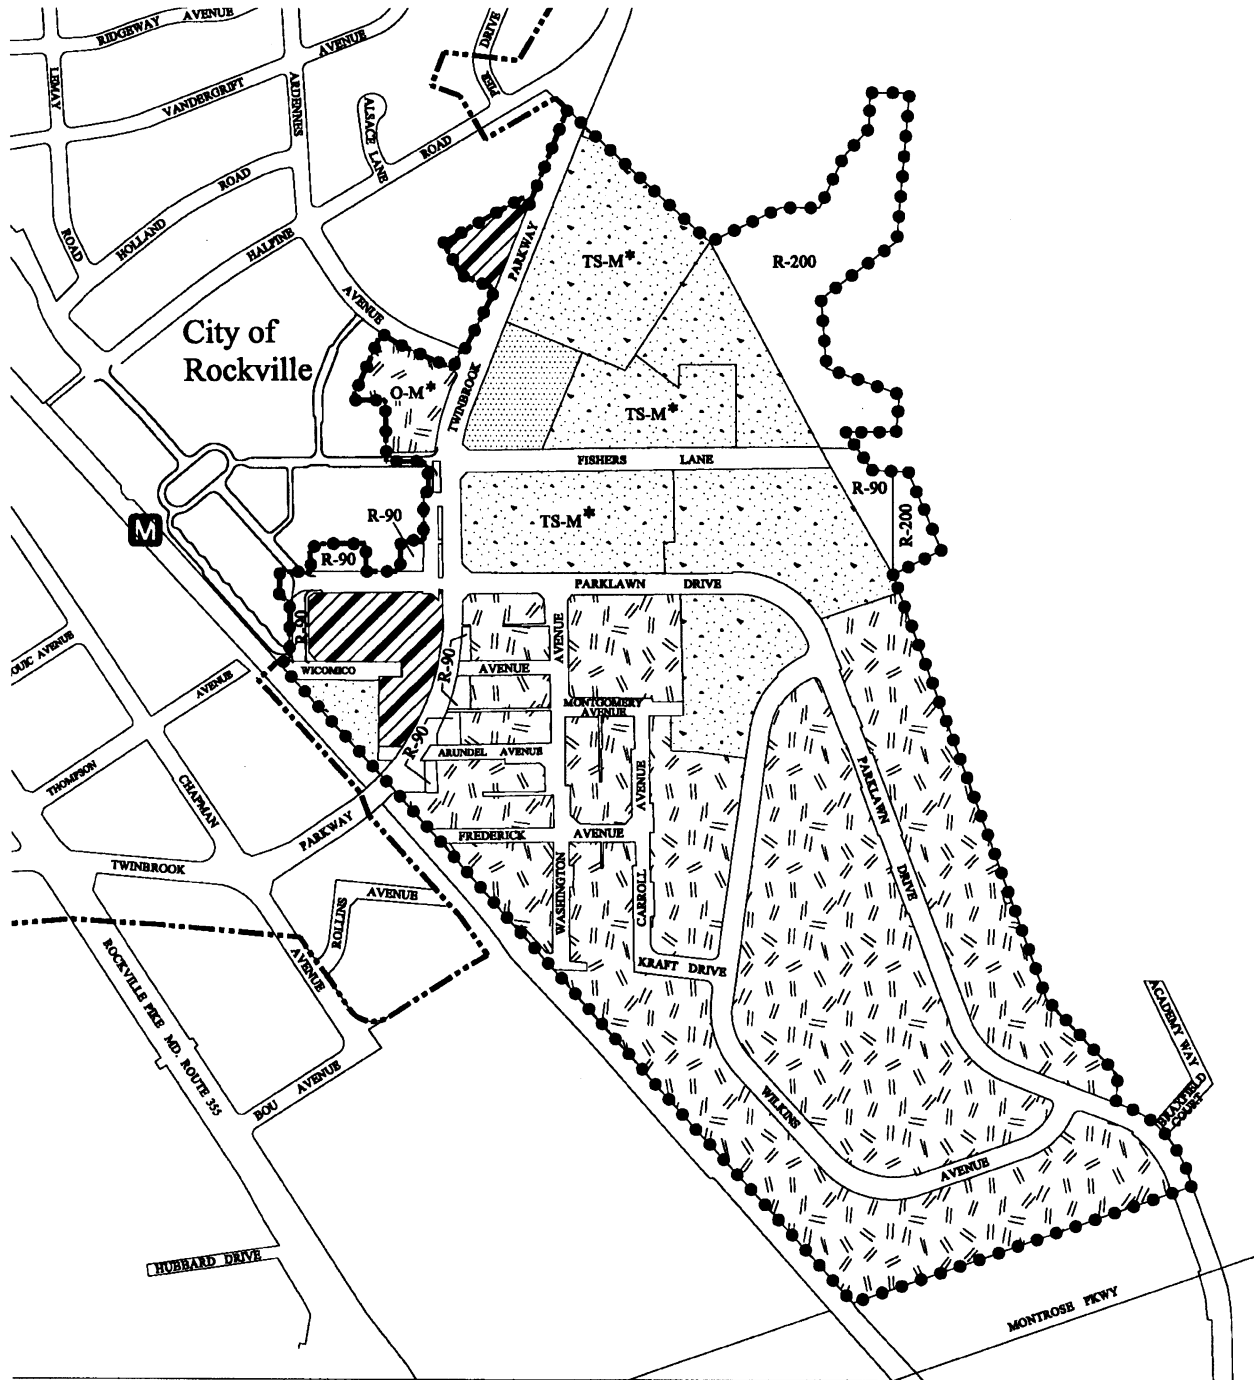 RIDGEWAY AVENUE
AVENUE
PIER DRIVE
LEMAY
ROAD
VANDERGRIFT
ARDENNES
AVENUE
ALSACE LANE
ROAD
HOLLAND ROAD
HALPINE
City of
Rockville
PARKWAY
TWINBROOK
TS-M*
R-200
O-M*
TS-M*
FISHERS LANE
R-90
R-200
M
R-90
TS-M*
R-90
PARKLAWN DRIVE
R-90
WICOMICO
AVENUE
AVENUE
R-90
MONTGOMERY
AVENUE
AVENUE
R-90
ARUNDEL AVENUE
THOMPSON
CHAPMAN
AVENUE
PARKLAWN
DRIVE
PARKWAY
TWINBROOK
FREDERICK AVENUE
WASHINGTON
CARROLL
AVENUE
ROLLINS
AVENUE
KRAFT DRIVE
ROCKVILLE PIKE MD. ROUTE 355
BOU AVENUE
WILKINS
AVENUE
ACADEMY WAY
BRAXFIELD
COURT
HUBBARD DRIVE
MONTROSE PKWY